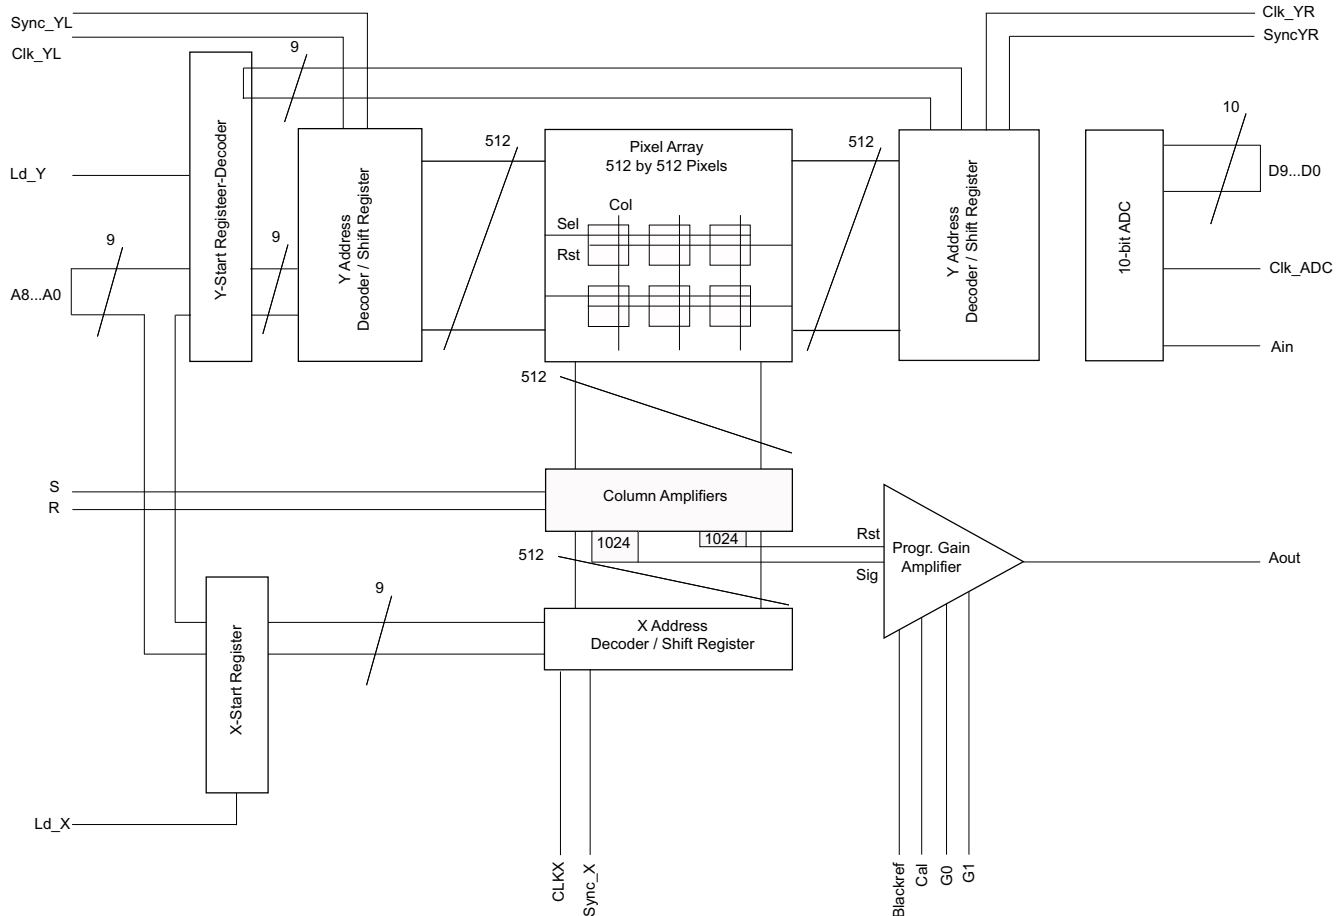 Sync_YL
Clk_YL
Clk_YR
SyncYR
9
Y-Start Registeer-Decoder
Ld_Y
9
A8...A0
9
Y Address
Decoder / Shift Register
512
Pixel Array
512 by 512 Pixels
Col
Sel
Rst
512
Y Address
Decoder / Shift Register
10-bit ADC
10
D9...D0
Clk_ADC
Ain
512
S
R
Column Amplifiers
1024
1024
512
Rst
Sig
Progr. Gain
Amplifier
Aout
9
X-Start Register
X Address
Decoder / Shift Register
Ld_X
CLKX
Sync_X
Blackref
Cal
G0
G1